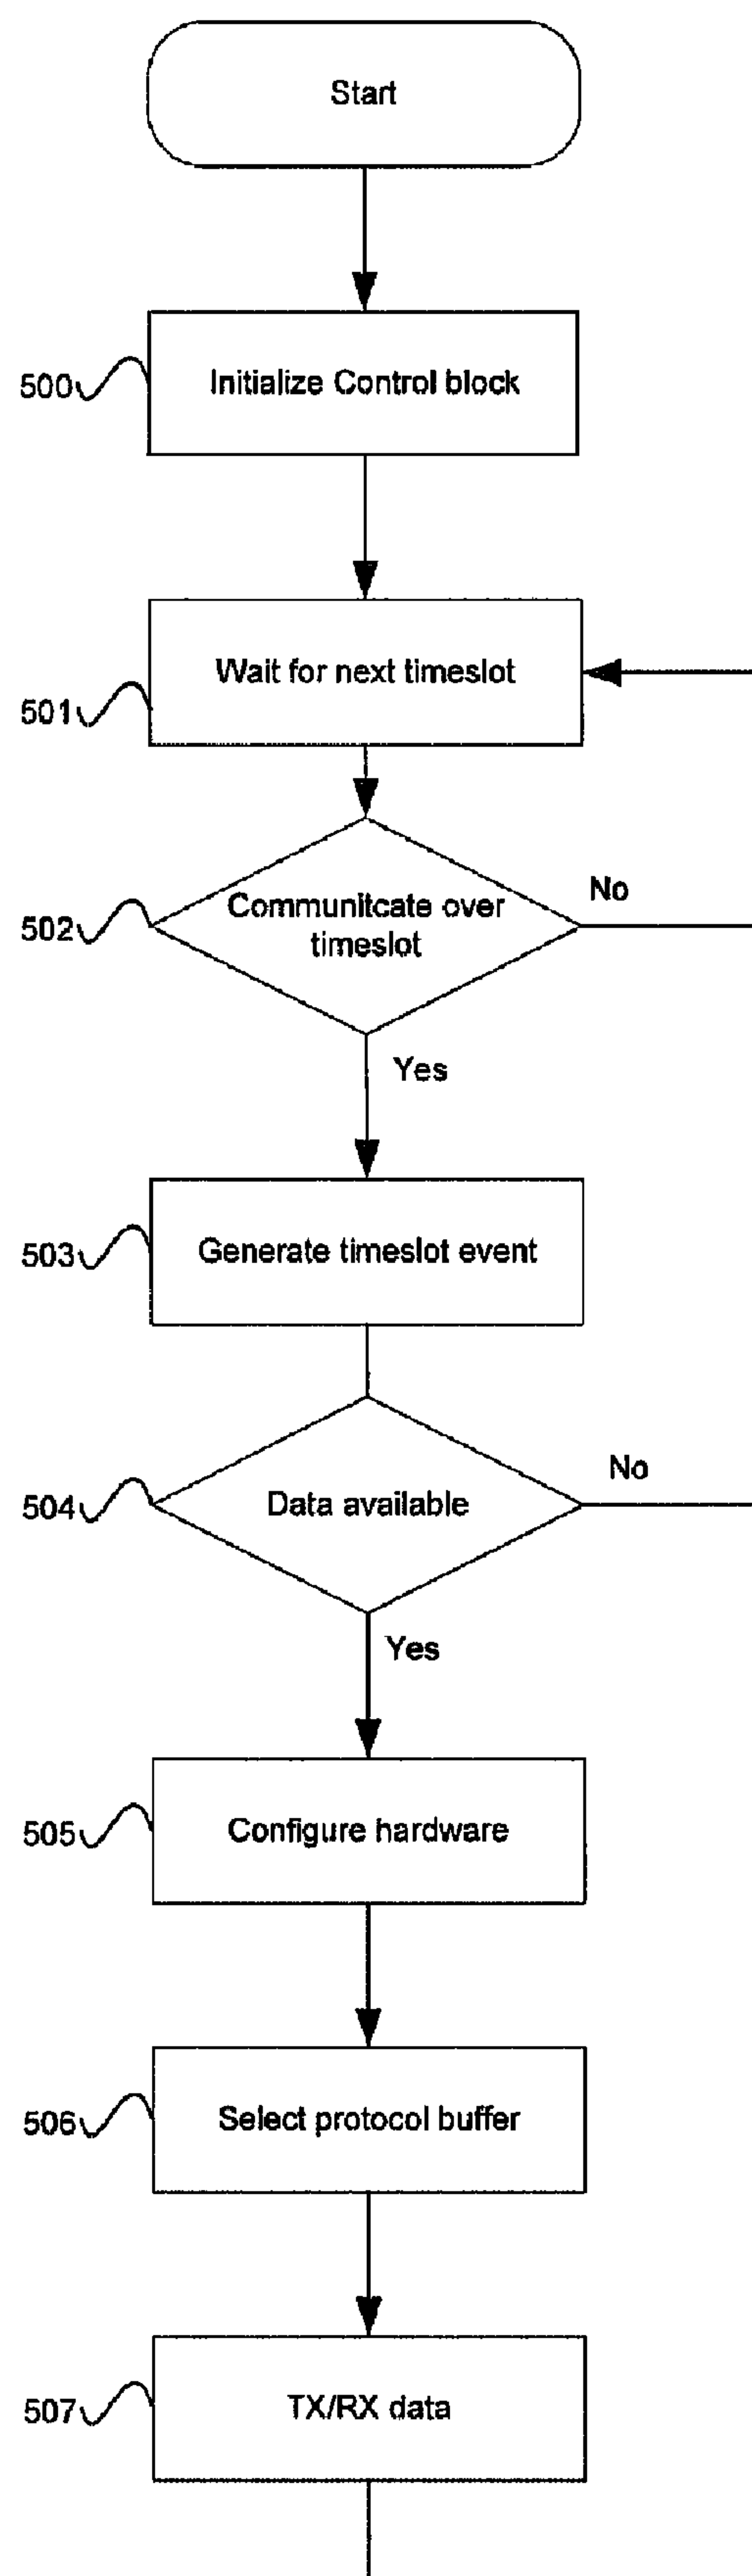 Start
500
Initialize Control block
501
Wait for next timeslot
502
Communitcate over
timeslot
No
Yes
503
Generate timeslot event
504
Data available
No
Yes
505
Configure hardware
506
Select protocol buffer
507
TX/RX data